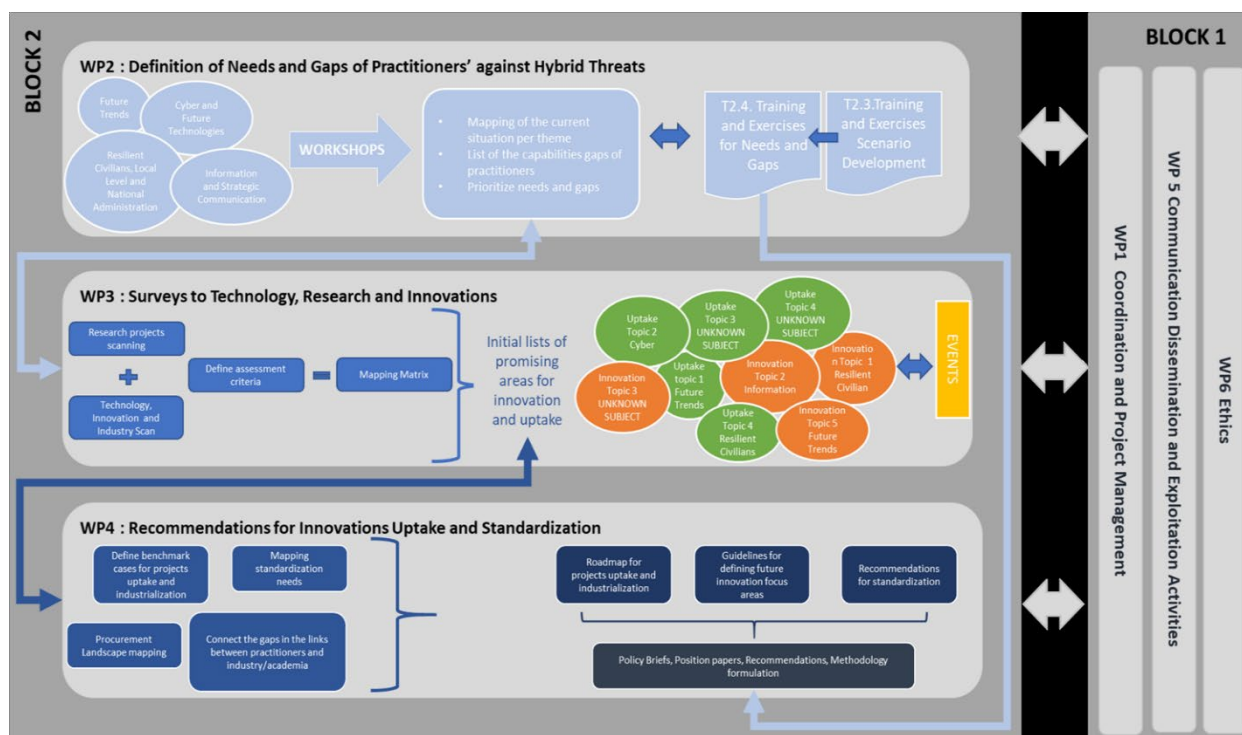 BLOCK 2
WP2 : Definition of Needs and Gaps of Practitioners' against Hybrid Threats
Future
Trends
Cyber and
Future
Technologies
Resilient
Civilians, Local
Level and
National
Administration
Information
and Strategic
Communication
WORKSHOPS
• Mapping of the current
situation per theme
• List of the capabilities gaps of
practitioners
• Prioritize needs and gaps
T2.4. Training
and Exercises
for Needs and
Gaps
T2.3.Training
and Exercises
Scenario
Development
WP3 : Surveys to Technology, Research and Innovations
Research projects
scanning
+
Technology,
Innovation and
Industry Scan
Define assessment
criteria
=
Mapping Matrix
Initial lists of
promising
areas for
innovation
and uptake
Uptake
Topic 2
Cyber
Uptake
Topic 3
UNKNOWN
SUBJECT
Uptake
Topic 4
UNKNOWN
SUBJECT
Innovation
Topic 3
UNKNOWN
SUBJECT
Uptake
topic 1
Future
Trends
Innovation
Topic 2
Information
Innovatio
n Topic 1
Resilient
Civilian
Uptake
Topic 4
Resilient
Civilians
Innovation
Topic 5
Future
Trends
EVENTS
WP4 : Recommendations for Innovations Uptake and Standardization
Define benchmark
cases for projects
uptake and
industrialization
Mapping
standardization
needs
Procurement
Landscape mapping
Connect the gaps in the links
between practitioners and
industry/academia
Roadmap for
projects uptake and
industrialization
Guidelines for
defining future
innovation focus
areas
Recommendations
for standardization
Policy Briefs, Position papers, Recommendations, Methodology
formulation
BLOCK 1
WP1 Coordination and Project Management
WP 5 Communication Dissemination and Exploitation Activities
WP6 Ethics